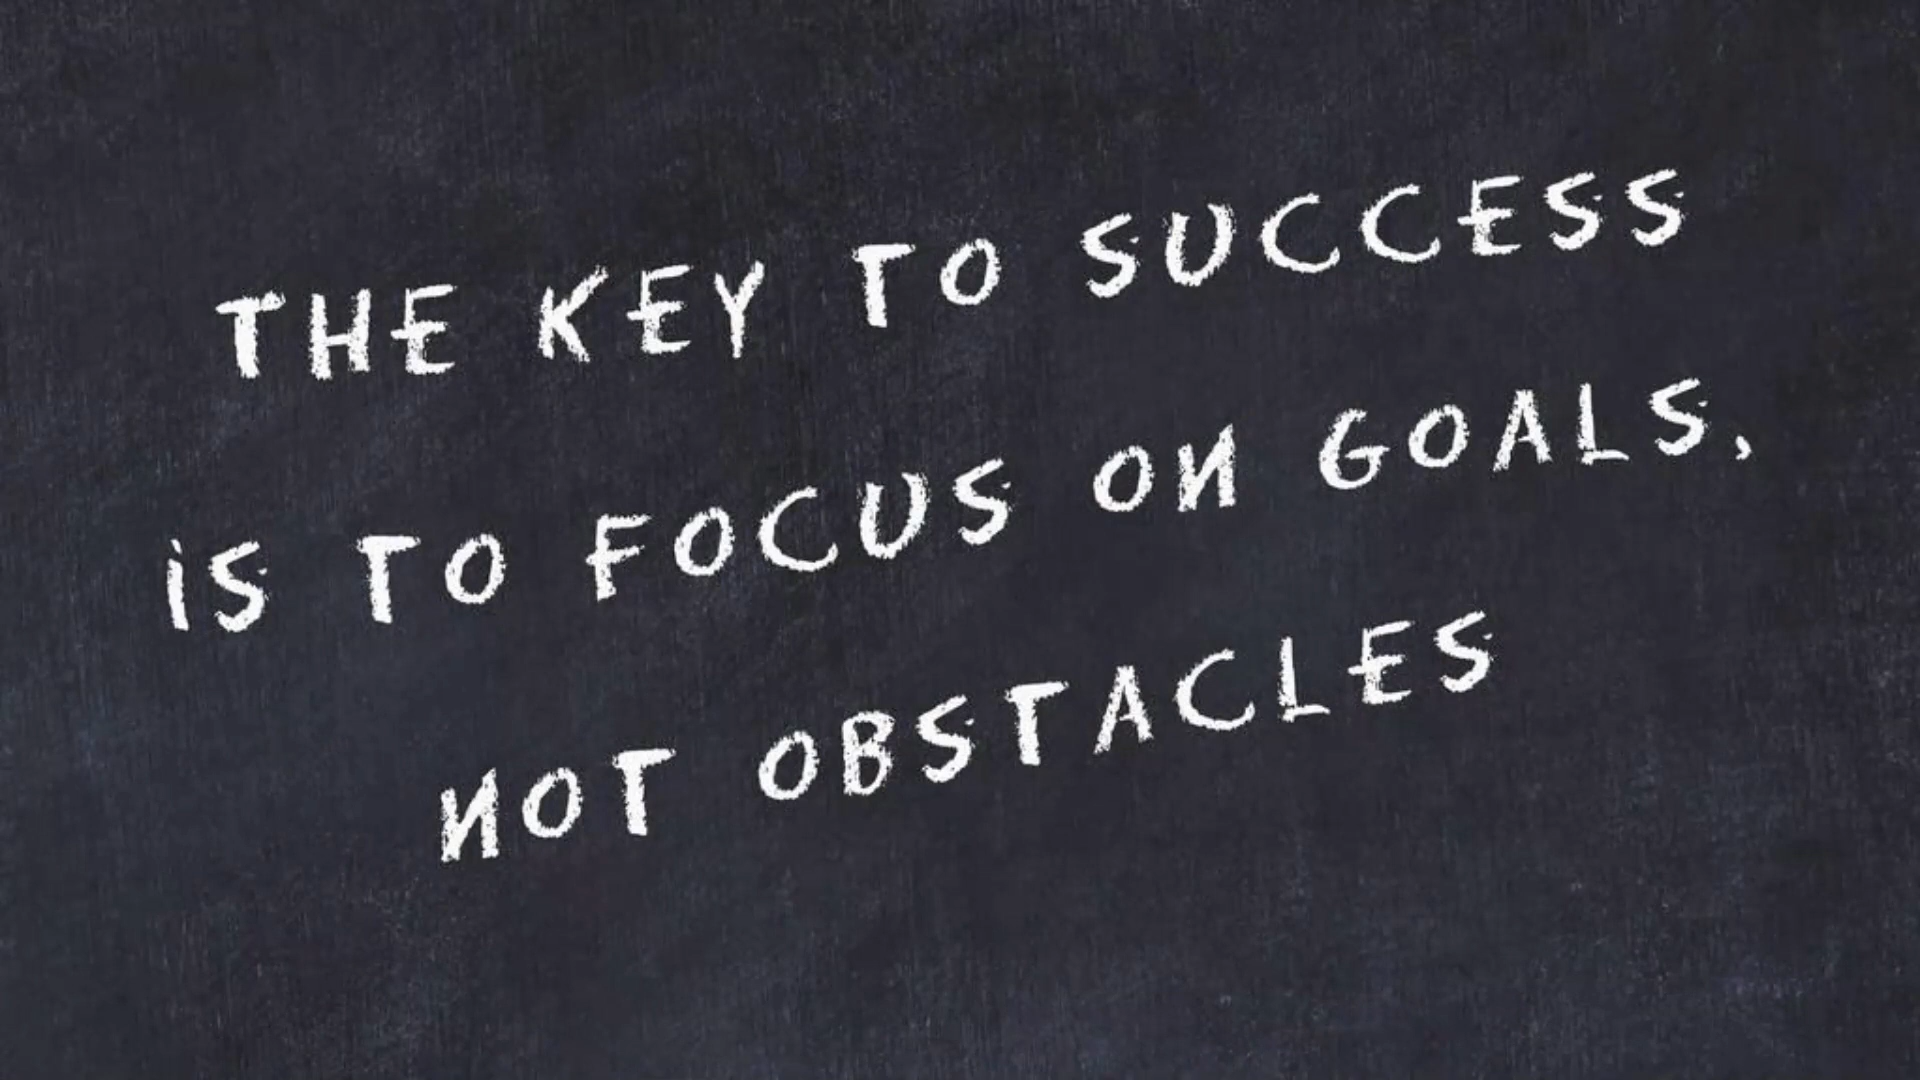 THE KEY TO SUCCESS
iS TO FOCUS ON GOALS,
NOT OBSTACLES